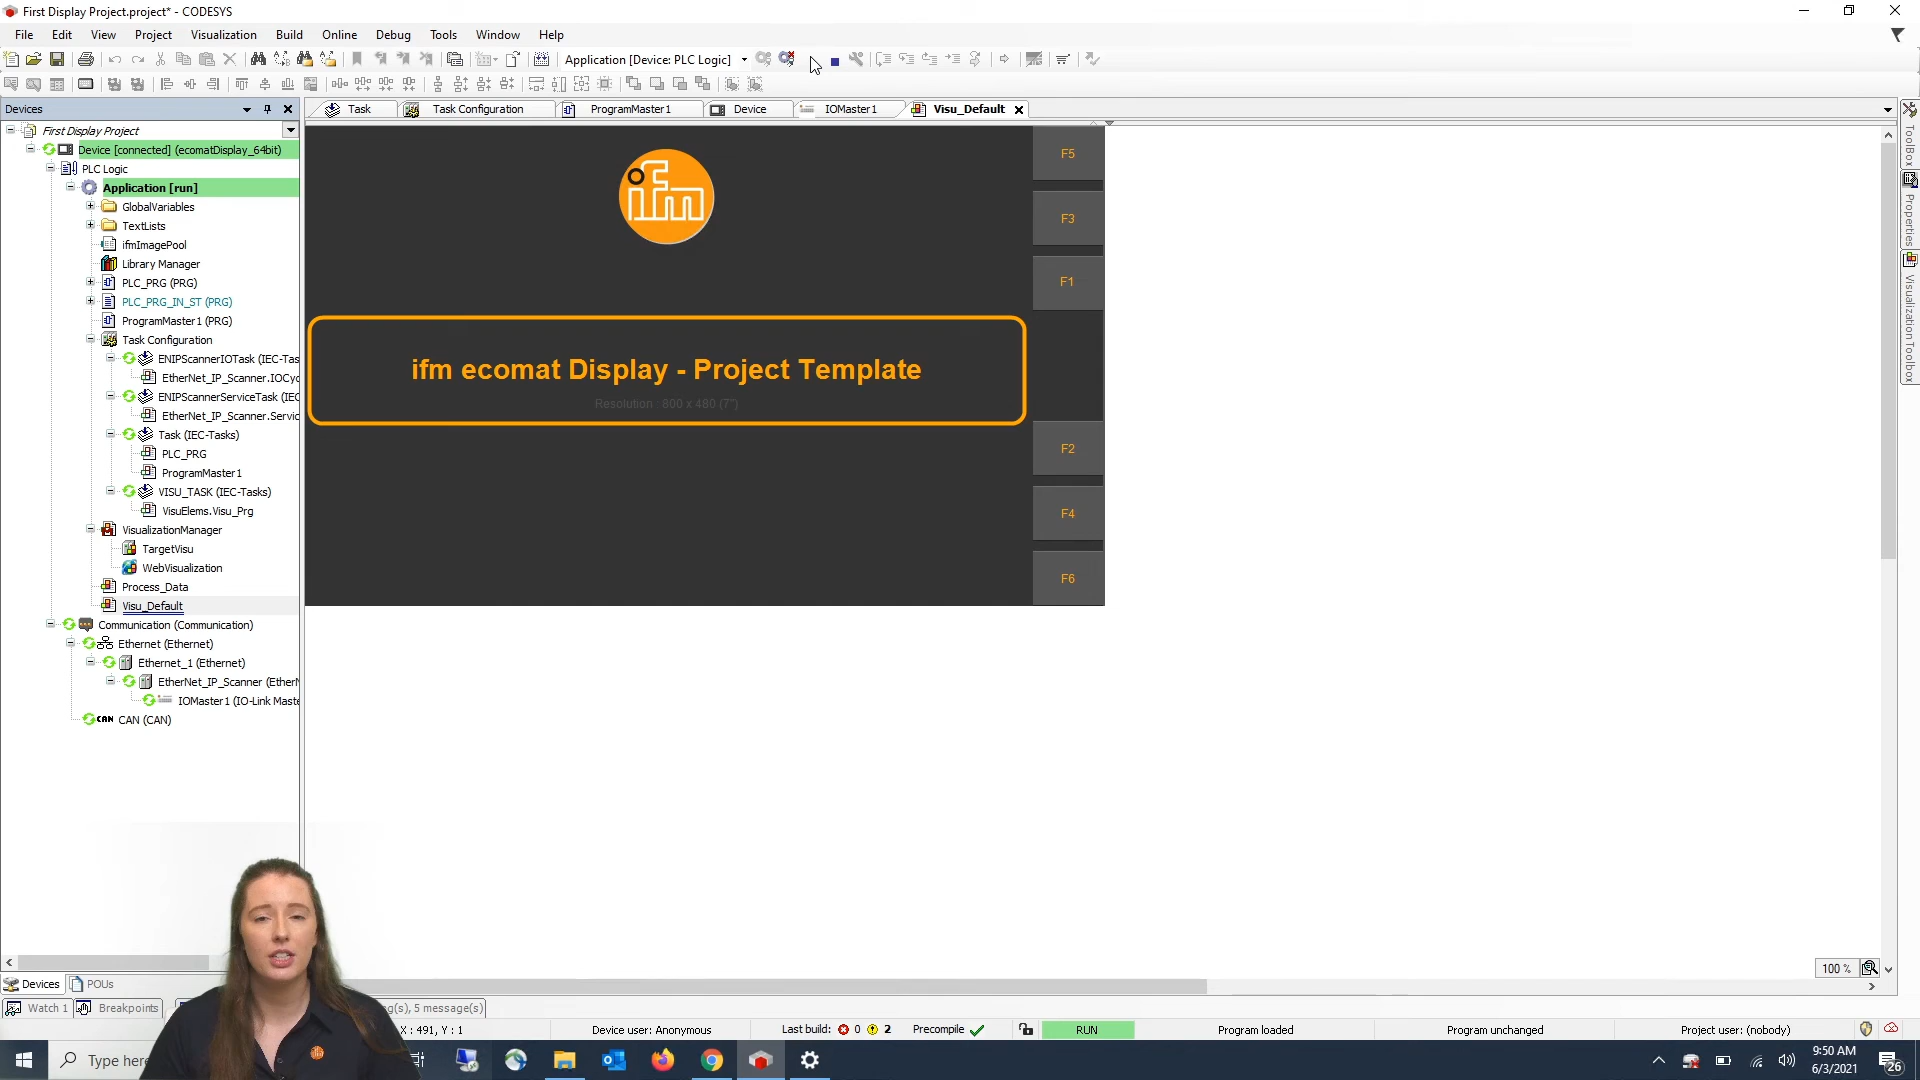 First Display Project.project* - CODESYS
File Edit View Project Visualization Build Online Debug Tools Window Help
Application [Device: PLC Logic]
Devices
Task
Task Configuration
ProgramMaster1
Device
IOMaster1
Visu_Default
First Display Project
Device [connected] (ecomatDisplay_64bit)
PLC Logic
Application [run]
GlobalVariables
TextLists
ifmImagePool
Library Manager
PLC_PRG (PRG)
PLC_PRG_IN_ST (PRG)
ProgramMaster1 (PRG)
Task Configuration
ENIPScannerIOTask (IEC-Tas
EtherNet_IP_Scanner.IOCyc
ENIPScannerServiceTask (IEC
EtherNet_IP_Scanner.Servic
Task (IEC-Tasks)
PLC_PRG
ProgramMaster1
VISU_TASK (IEC-Tasks)
VisuElems.Visu_Prg
VisualizationManager
TargetVisu
WebVisualization
Process_Data
Visu_Default
Communication (Communication)
Ethernet (Ethernet)
Ethernet_1 (Ethernet)
EtherNet_IP_Scanner (EtherN
IOMaster1 (IO-Link Maste
CAN CAN (CAN)
ifm
ifm ecomat Display - Project Template
Resolution : 800 x 480 (7")
F5
F3
F1
F2
F4
F6
ToolBox
Properties
Visualization Toolbox
100 %
Devices
POUs
Watch 1
Breakpoints
g(s), 5 message(s)
X : 491, Y : 1
Device user: Anonymous
Last build: 0 2
Precompile
RUN
Program loaded
Program unchanged
Project user: (nobody)
Type here
9:50 AM
6/3/2021
26